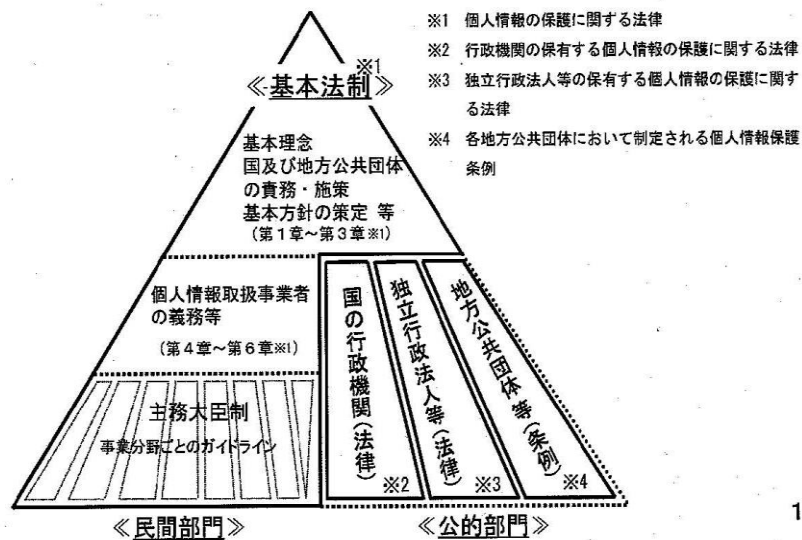 ※1 個人情報の保護に関する法律
※2 行政機関の保有する個人情報の保護に関する法律
※3 独立行政法人等の保有する個人情報の保護に関す
る法律
※4 各地方公共団体において制定される個人情報保護
条例
≪基本法制≫※1
基本理念
国及び地方公共団体
の責務・施策
基本方針の策定 等
(第1章～第3章※1)
個人情報取扱事業者
の義務等
(第4章～第6章※1)
主務大臣制
事業分野ごとのガイドライン
国の行政機関(法律)
※2
独立行政法人等(法律)
※3
地方公共団体等(条例)
※4
≪民間部門≫
≪公的部門≫
1